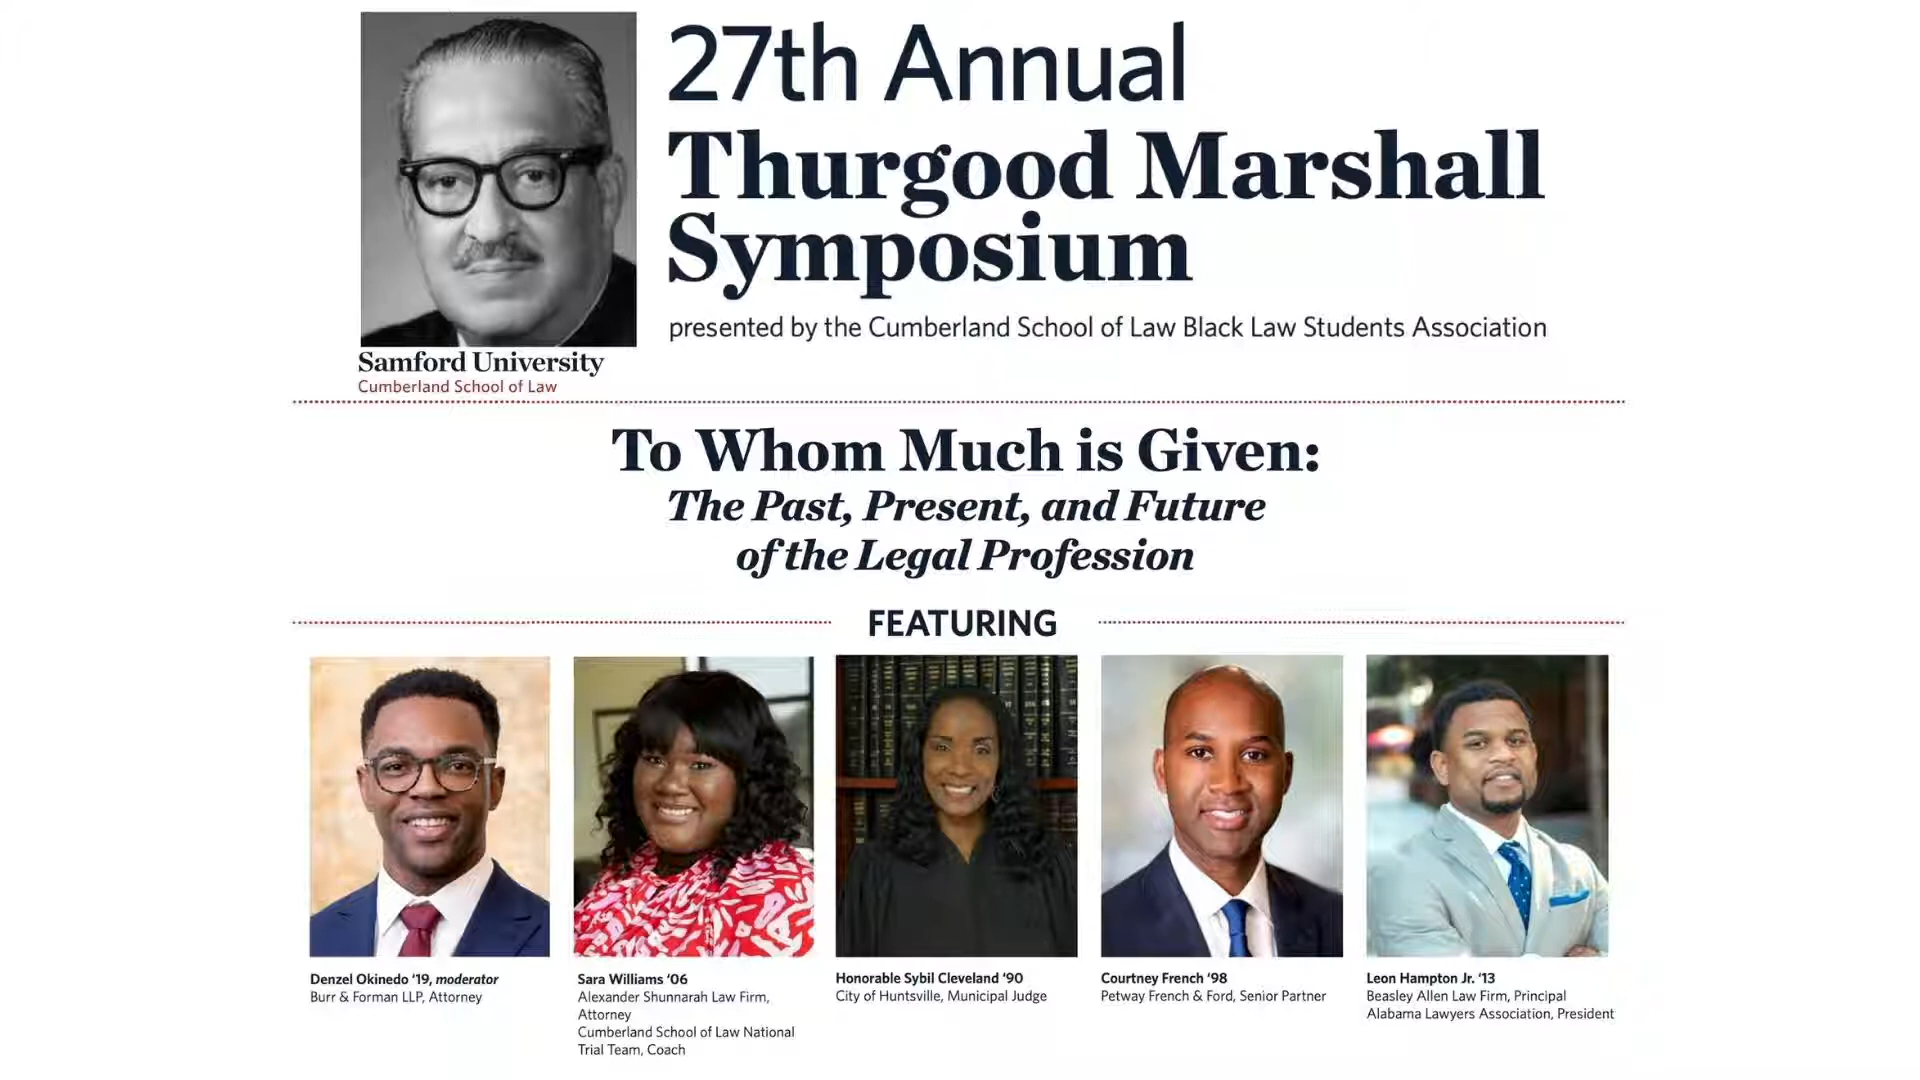 27th Annual
Thurgood Marshall
Symposium
presented by the Cumberland School of Law Black Law Students Association
Samford University
Cumberland School of Law
To Whom Much is Given:
The Past, Present, and Future
of the Legal Profession
FEATURING
Denzel Okinedo ‘19, moderator
Burr & Forman LLP, Attorney
Sara Williams ‘06
Alexander Shunnarah Law Firm,
Attorney
Cumberland School of Law National
Trial Team, Coach
Honorable Sybil Cleveland ‘90
City of Huntsville, Municipal Judge
Courtney French ‘98
Petway French & Ford, Senior Partner
Leon Hampton Jr. ‘13
Beasley Allen Law Firm, Principal
Alabama Lawyers Association, President